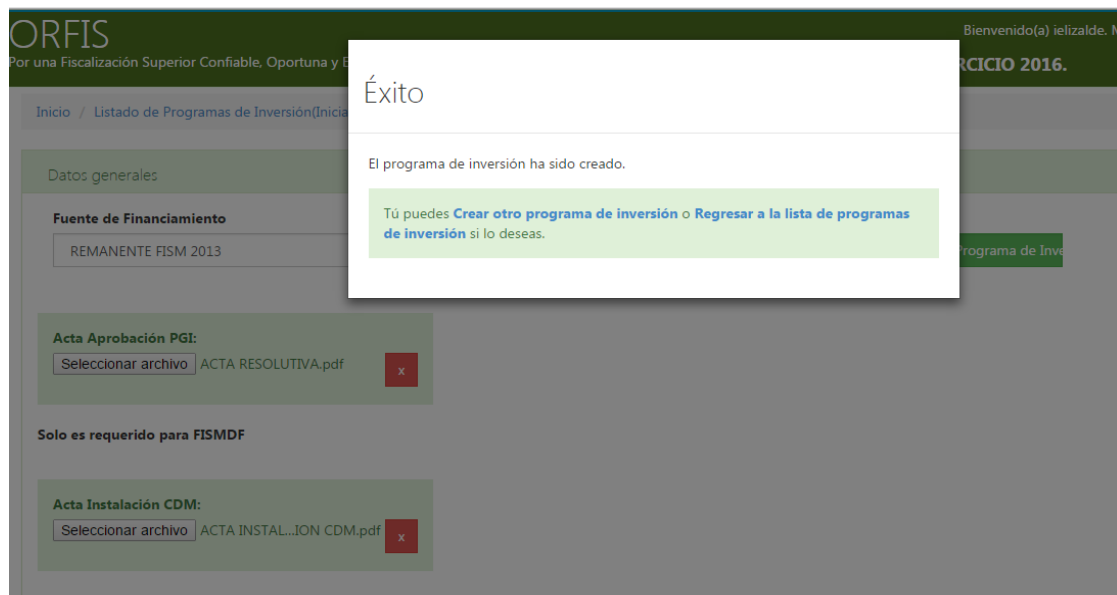 ORFIS
Bienvenido(a) ielizalde.
Por una Fiscalización Superior Confiable, Oportuna y
EJERCICIO 2016.
Inicio / Listado de Programas de Inversión(Inicia
Éxito
El programa de inversión ha sido creado.
Tú puedes Crear otro programa de inversión o Regresar a la lista de programas
de inversión si lo deseas.
Datos generales
Fuente de Financiamiento
REMANENTE FISM 2013
Programa de Inve
Acta Aprobación PGI:
Seleccionar archivo ACTA RESOLUTIVA.pdf x
Solo es requerido para FISMDF
Acta Instalación CDM:
Seleccionar archivo ACTA INSTAL...ION CDM.pdf x